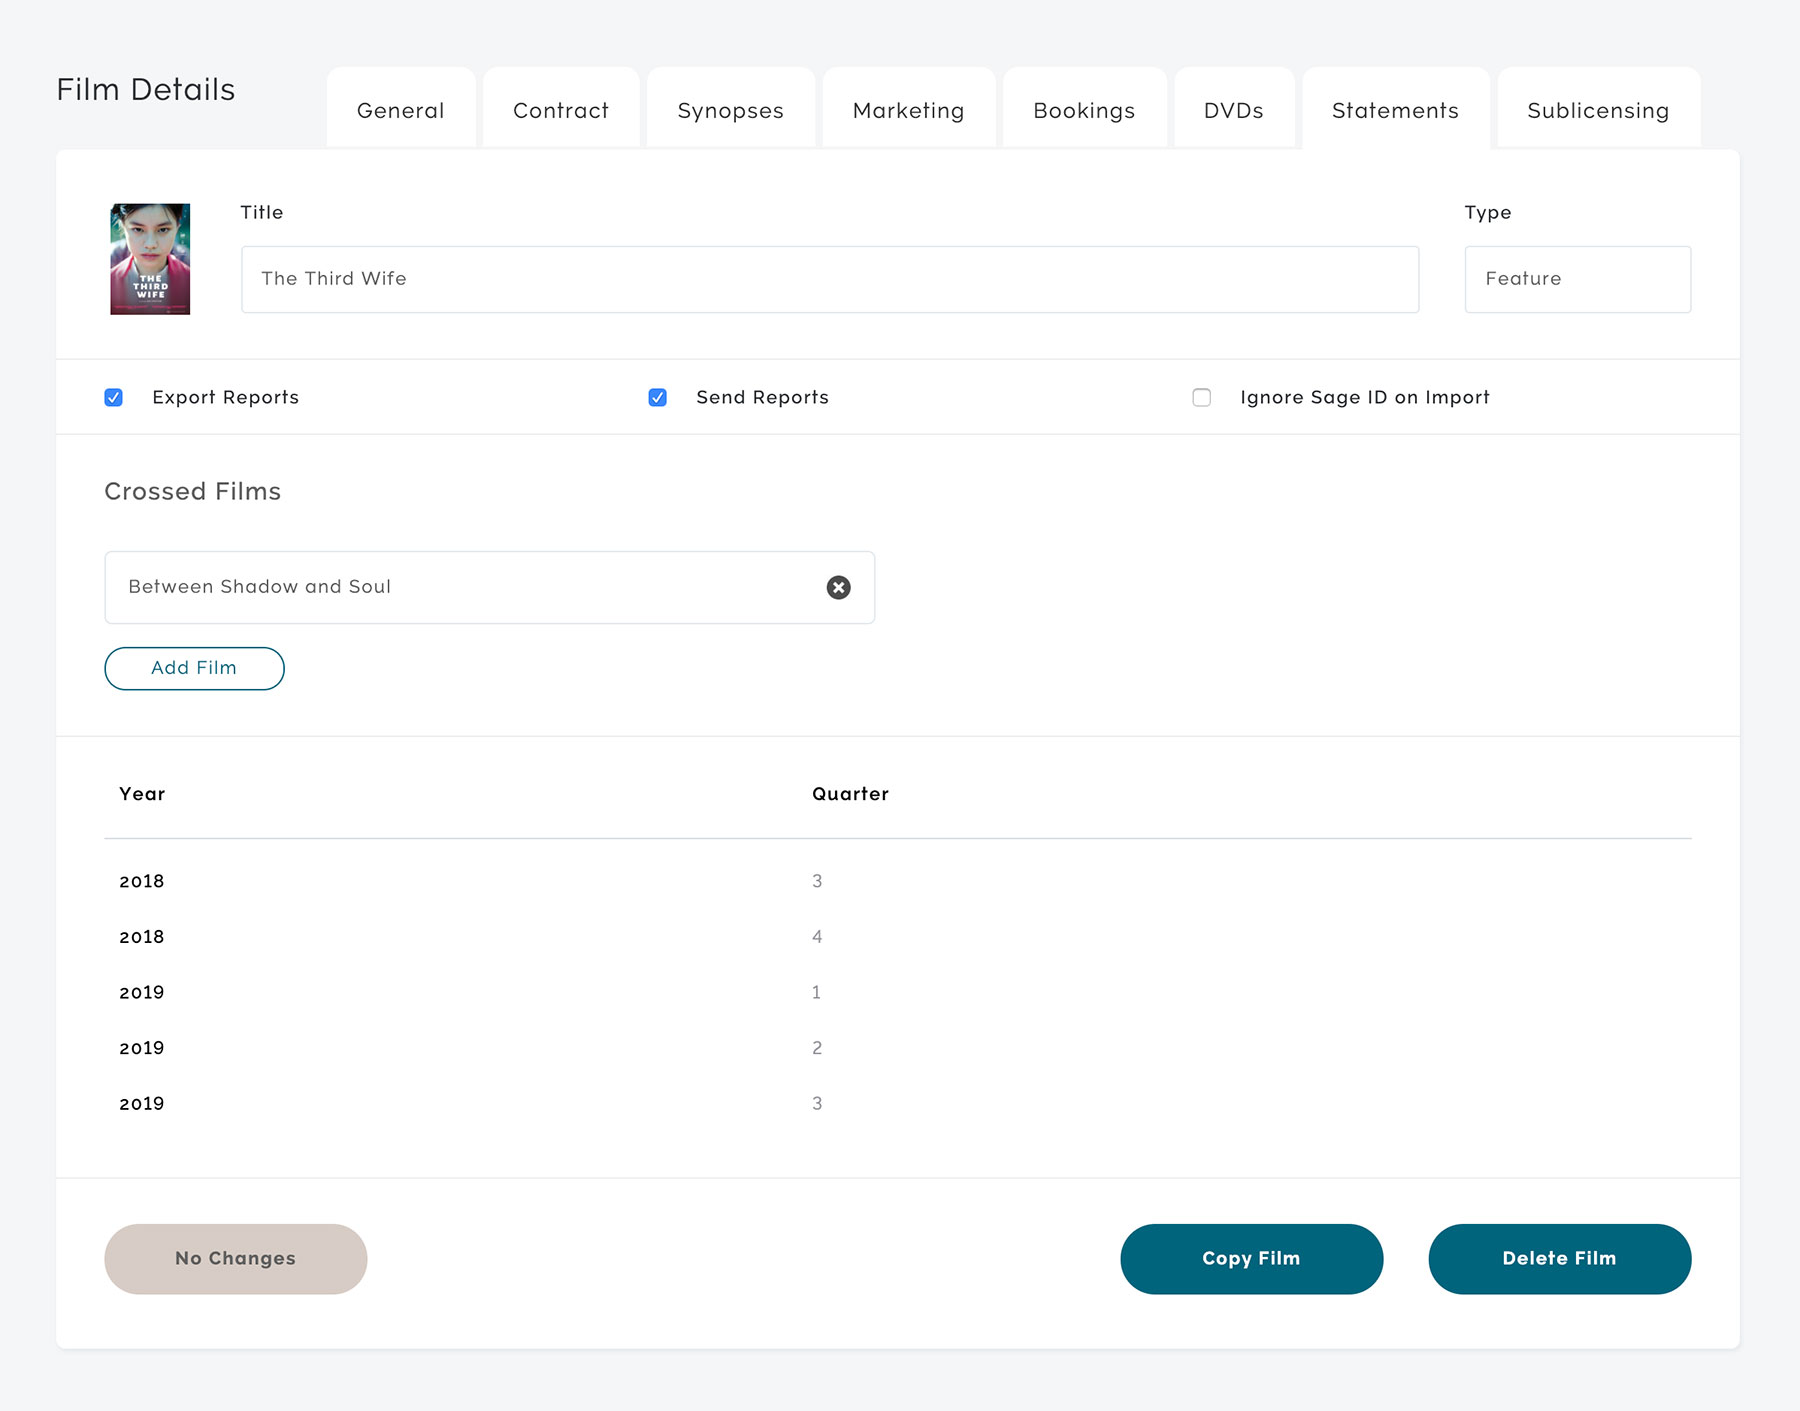 Film Details
General
Contract
Synopses
Marketing
Bookings
DVDs
Statements
Sublicensing
Title
Type
THE
THIRD
WIFE
The Third Wife
Feature
Export Reports
Send Reports
Ignore Sage ID on Import
Crossed Films
Between Shadow and Soul
Add Film
Year Quarter
2018 3
2018 4
2019 1
2019 2
2019 3
No Changes
Copy Film
Delete Film